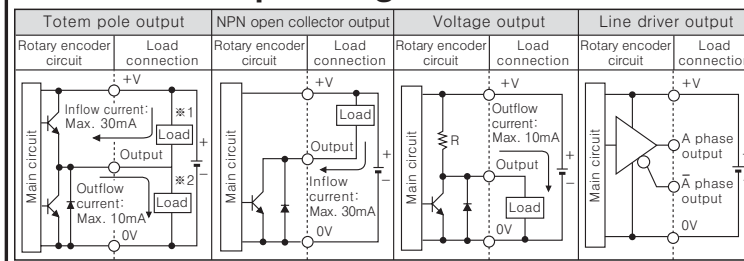 Totem pole output
NPN open collector output
Voltage output
Line driver output
Rotary encoder circuit
Load connection
Rotary encoder circuit
Load connection
Rotary encoder circuit
Load connection
Rotary encoder circuit
Load connection
Main circuit
+V
Inflow current:
Max. 30mA
※1
Load
+
Output
−
※2
Outflow
current:
Max. 10mA
Load
0V
Main circuit
+V
Load
Output
+
−
Inflow
current:
Max. 30mA
0V
Main circuit
+V
R
Outflow
current:
Max. 10mA
Output
+
−
Load
0V
Main circuit
+V
A phase
output
+
−
A̅ phase
output
0V